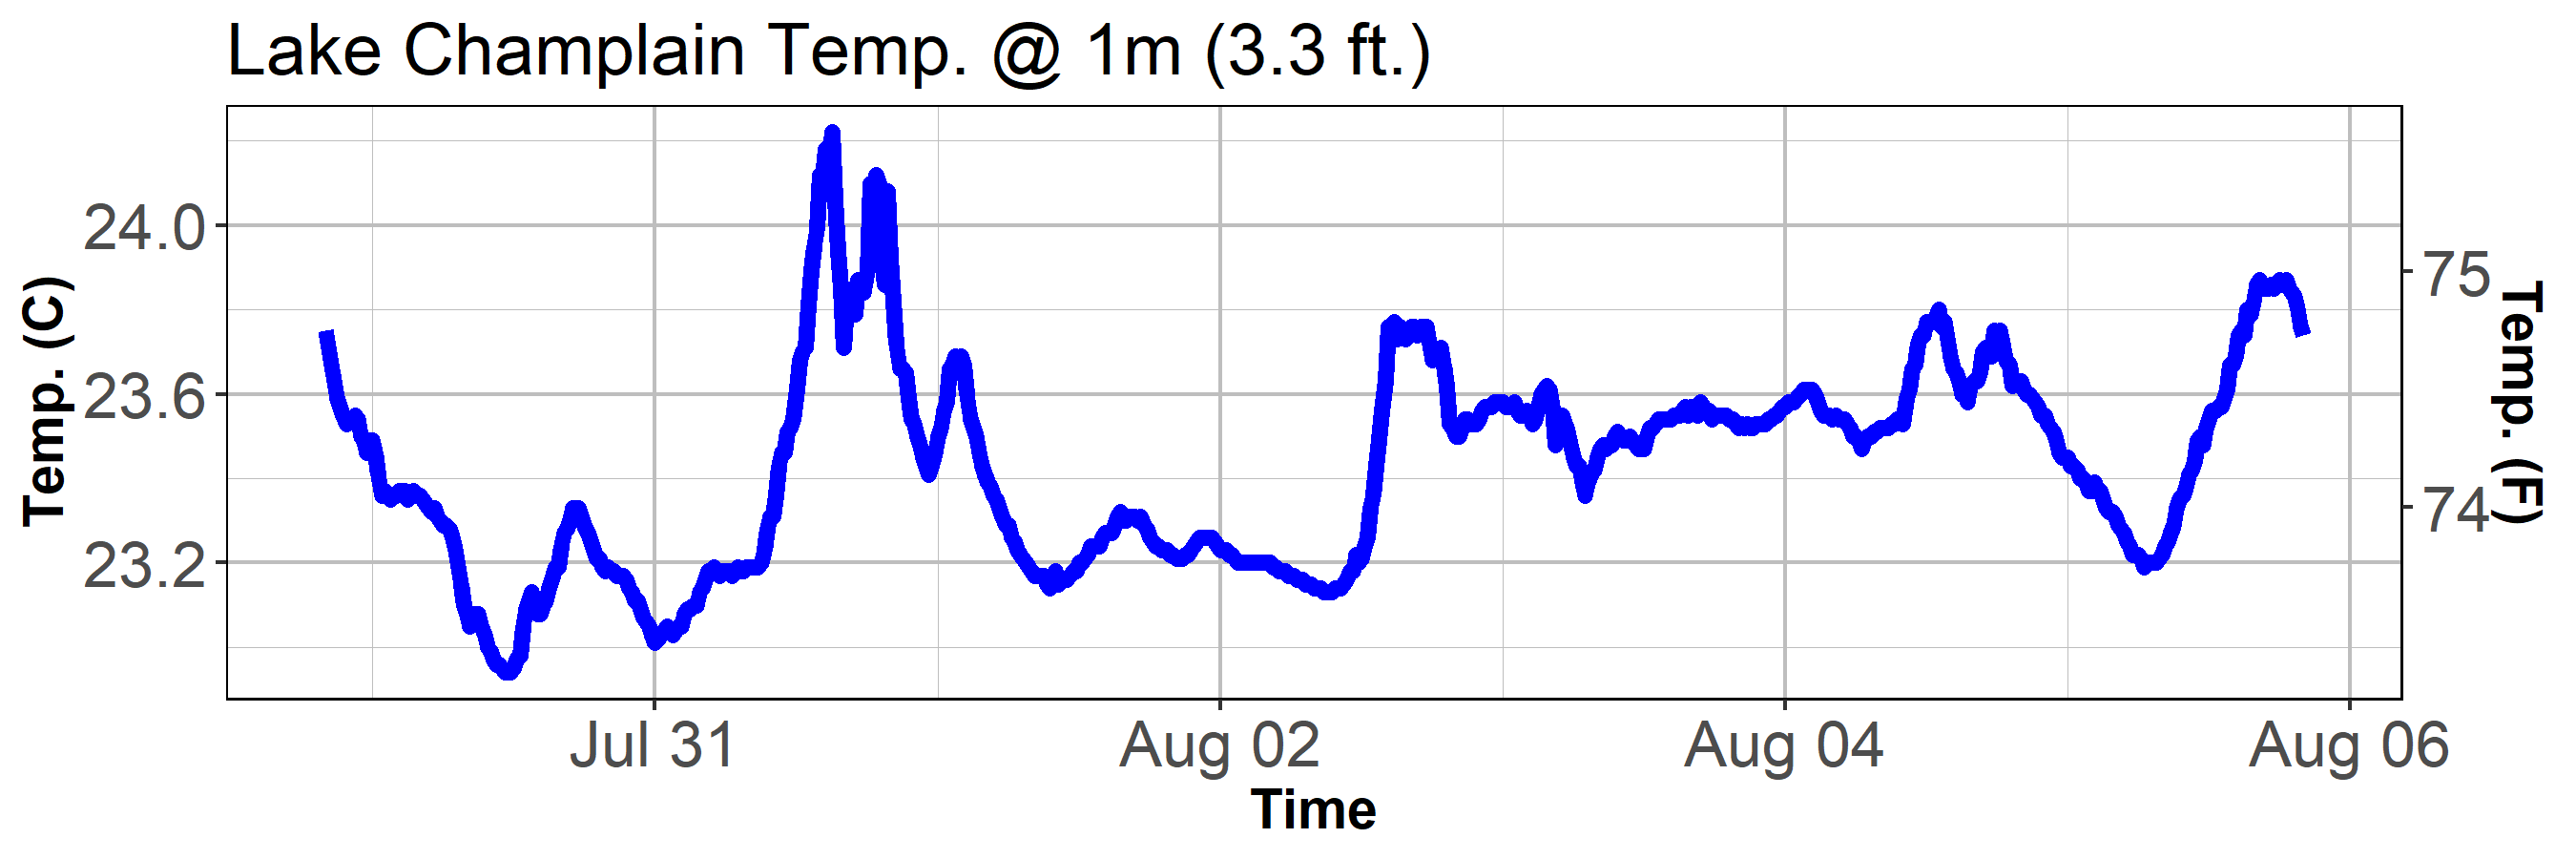 Lake Champlain Temp. @ 1m (3.3 ft.)
Temp. (C)
24.0
23.6
23.2
75
74
Temp. (F)
Jul 31
Aug 02
Aug 04
Aug 06
Time